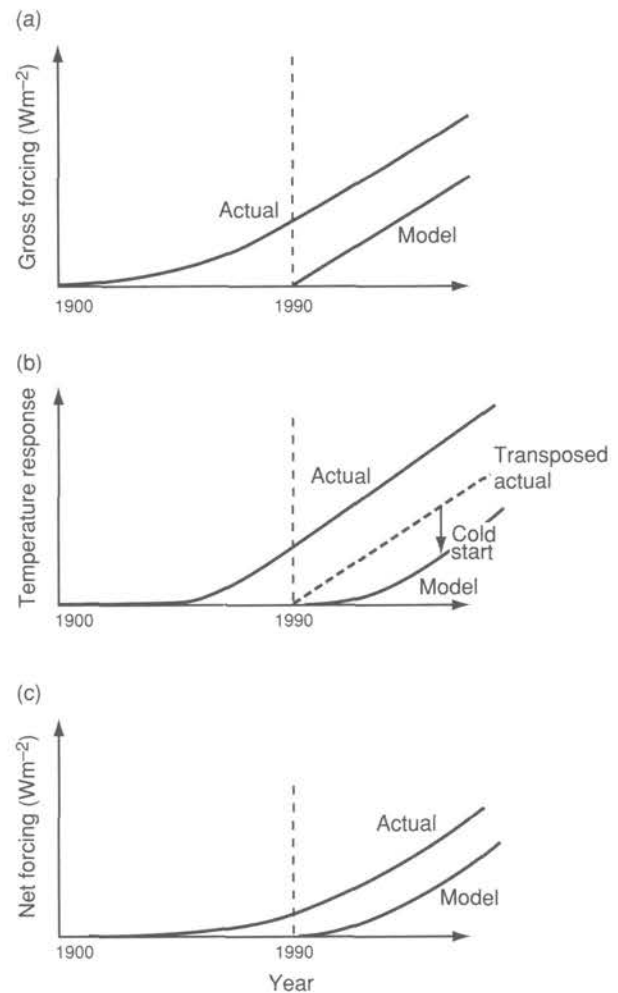 (a)
Gross forcing (Wm–2)
Actual
Model
1900
1990
(b)
Temperature response
Actual
Transposed
actual
Cold
start
Model
1900
1990
(c)
Net forcing (Wm–2)
Actual
Model
1900
1990
Year